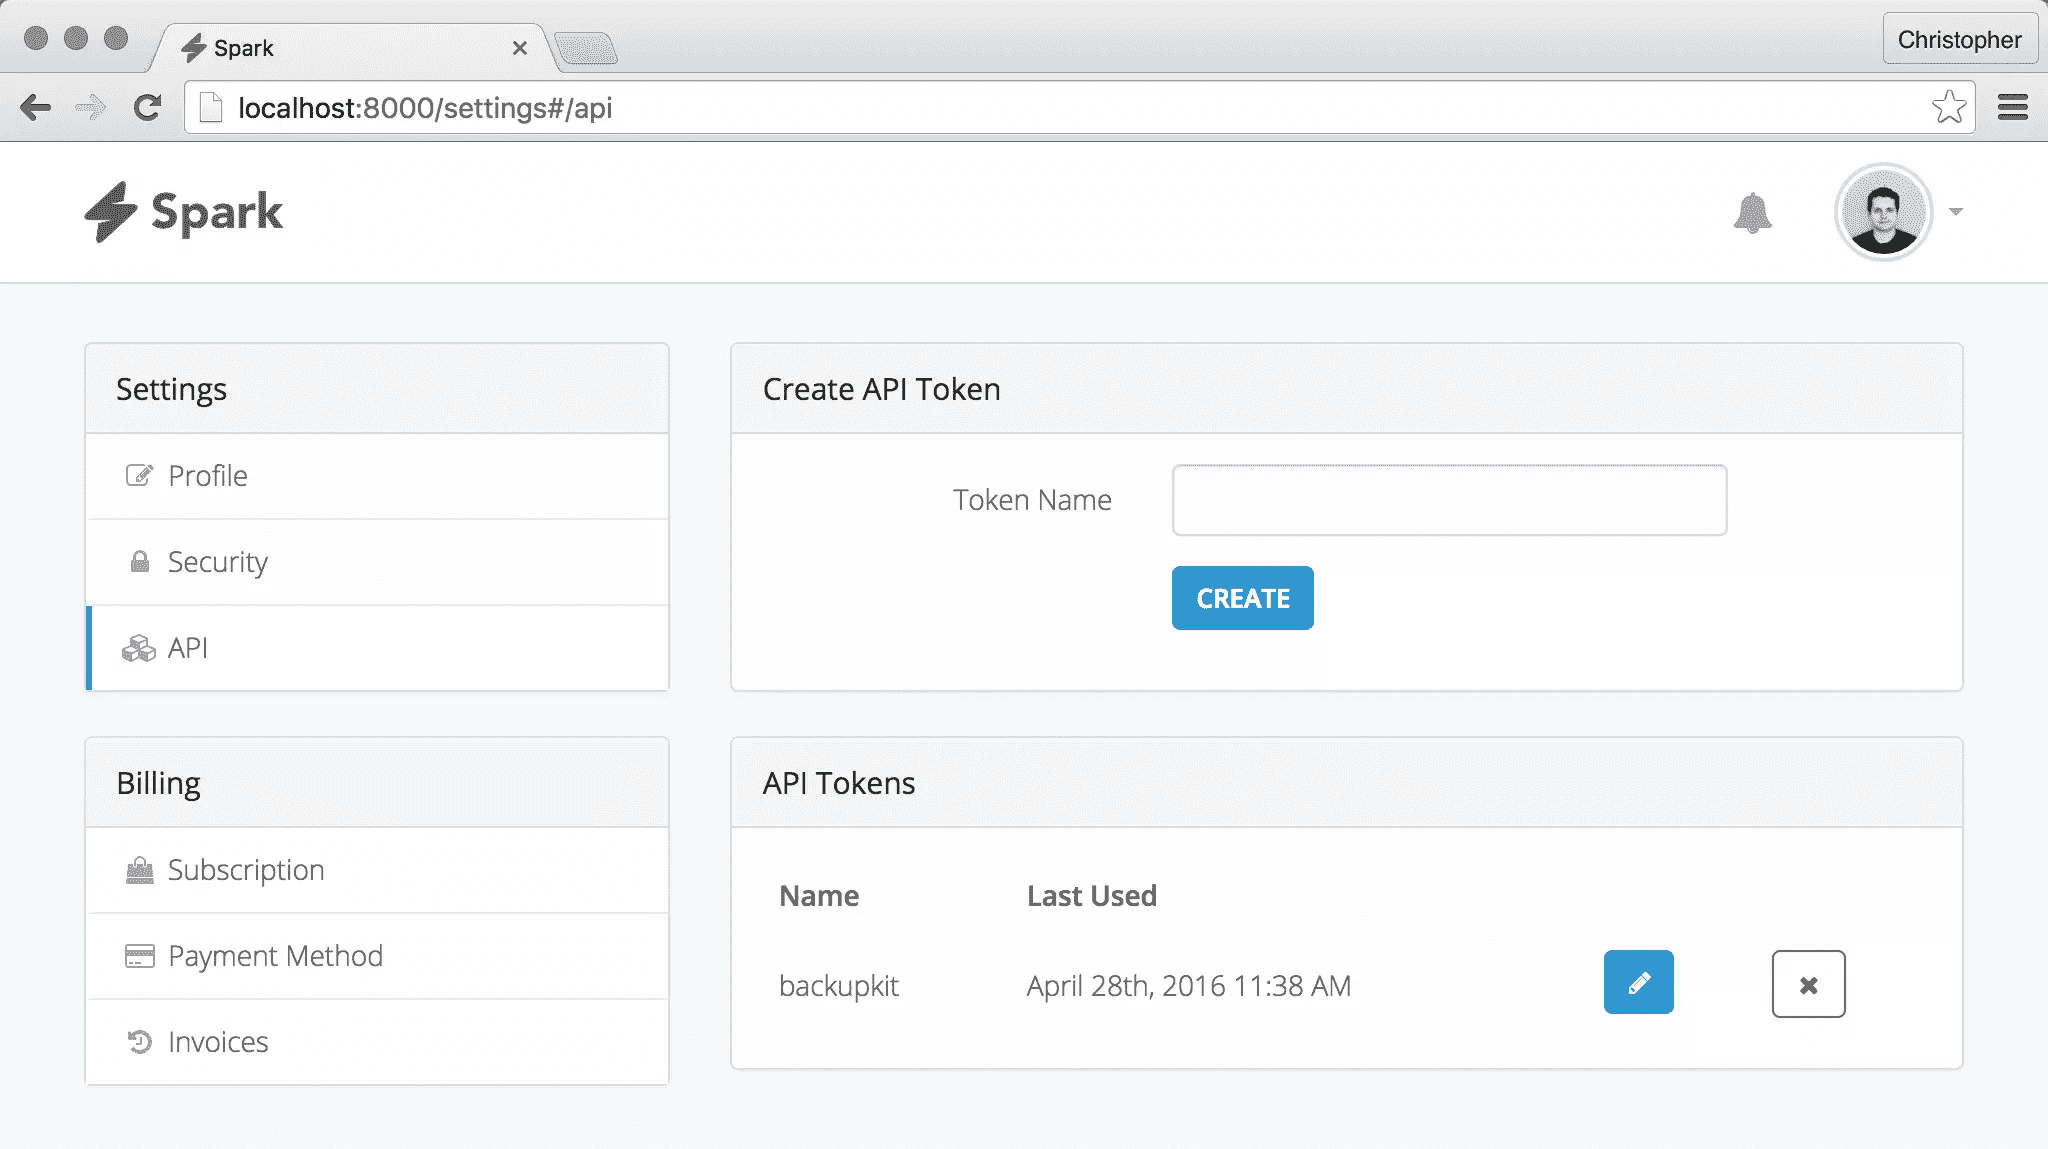 Spark
Christopher
localhost:8000/settings#/api
Spark
Settings
Profile
Security
API
Billing
Subscription
Payment Method
Invoices
Create API Token
Token Name
CREATE
API Tokens
Name Last Used
backupkit April 28th, 2016 11:38 AM